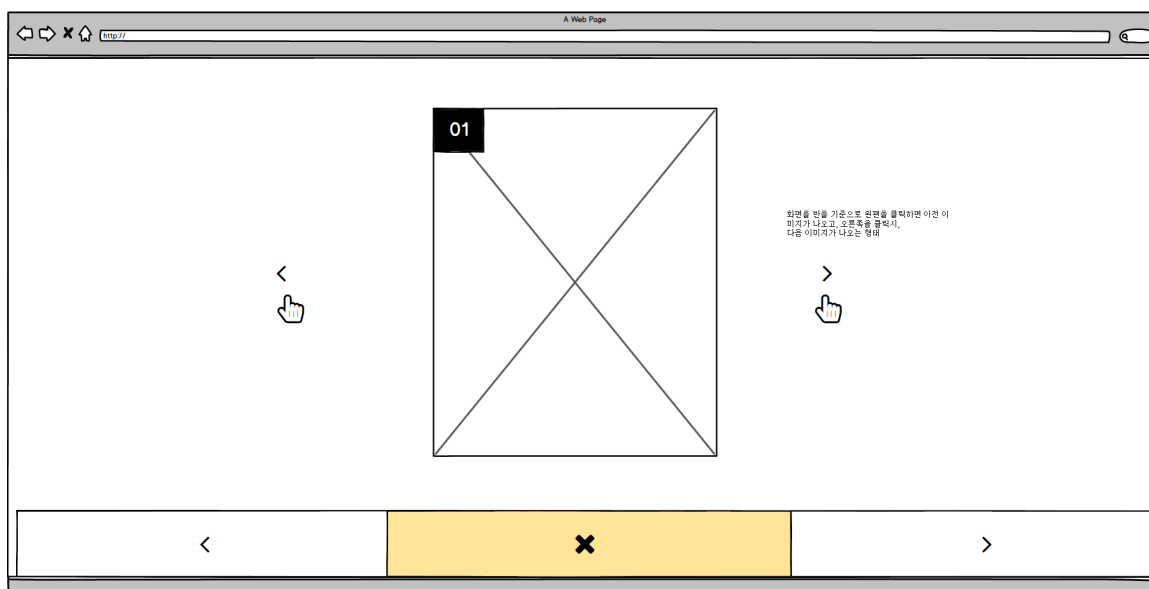 A Web Page
http://
01
화면을 반을 기준으로 왼편을 클릭하면 이전 이
미지가 나오고, 오른쪽을 클릭시,
다음 이미지가 나오는 형태